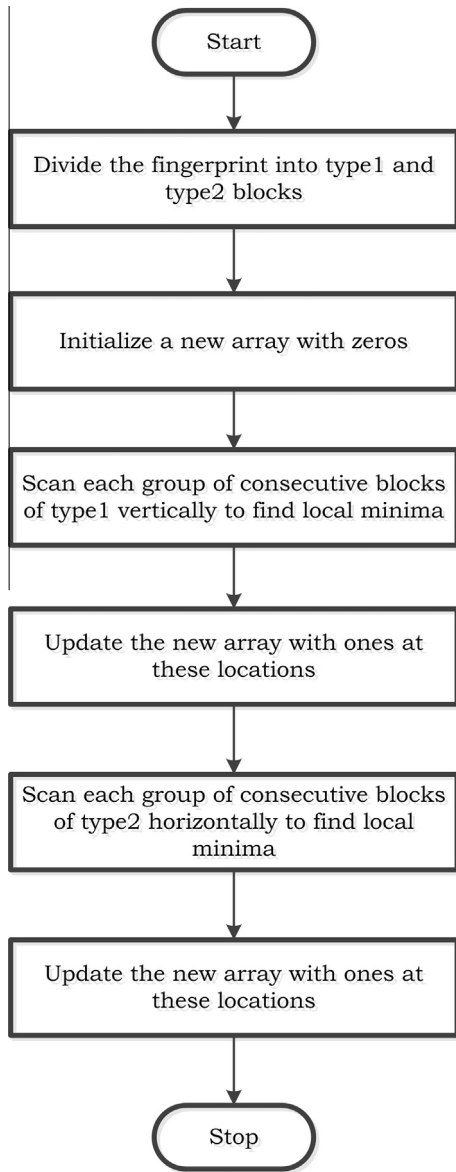 Start
Divide the fingerprint into type1 and
type2 blocks
Initialize a new array with zeros
Scan each group of consecutive blocks
of type1 vertically to find local minima
Update the new array with ones at
these locations
Scan each group of consecutive blocks
of type2 horizontally to find local
minima
Update the new array with ones at
these locations
Stop